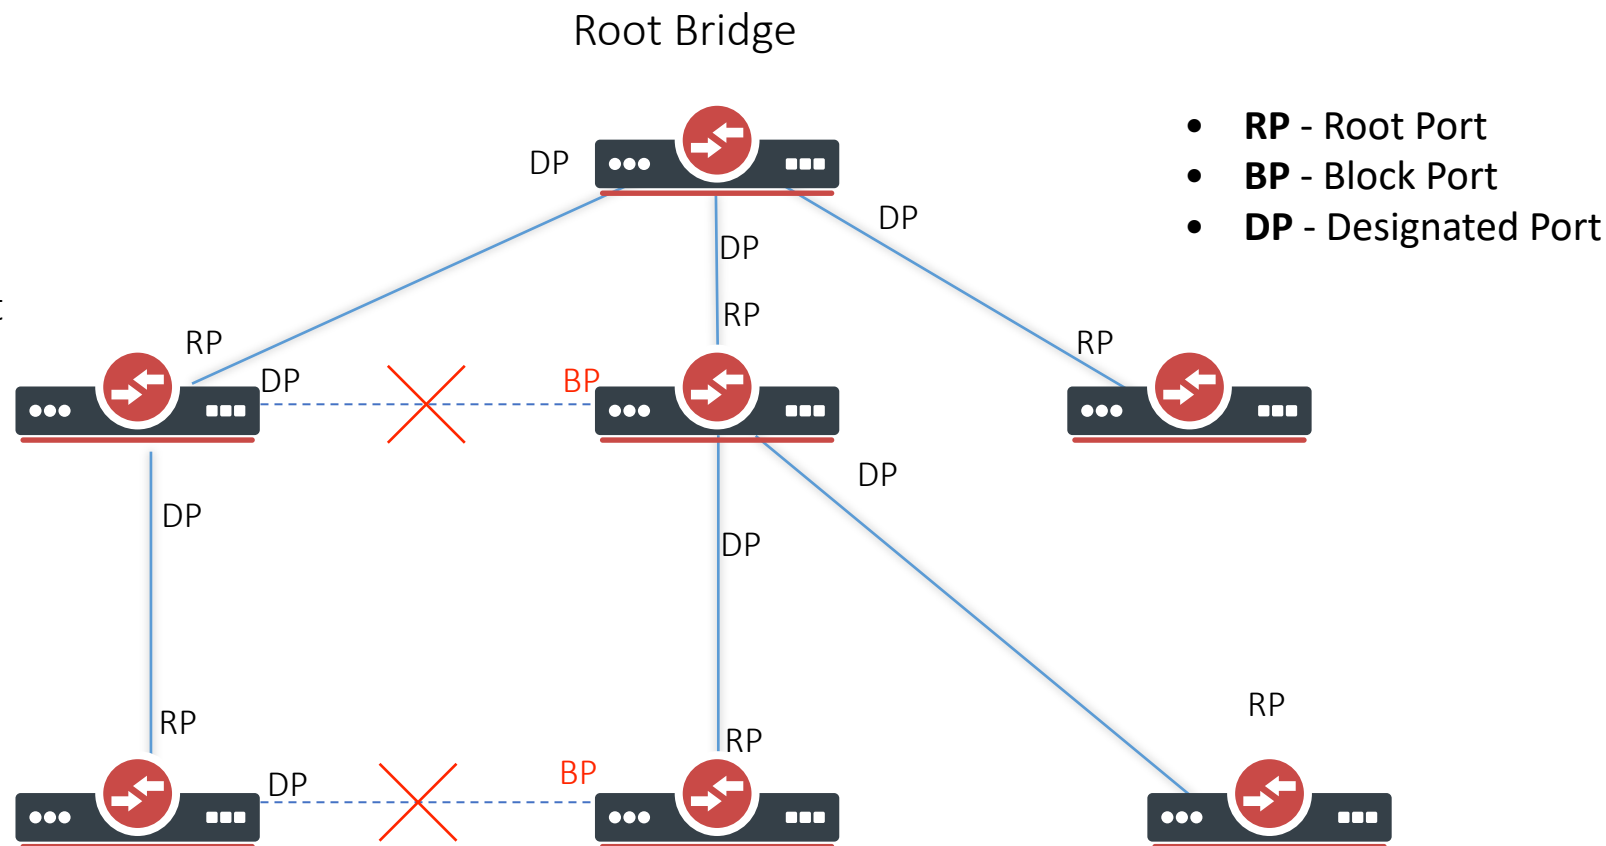 Root Bridge
RP - Root Port
BP - Block Port
DP - Designated Port
DP
DP
DP
RP
RP
RP
DP
BP
DP
DP
DP
RP
RP
RP
DP
BP
t